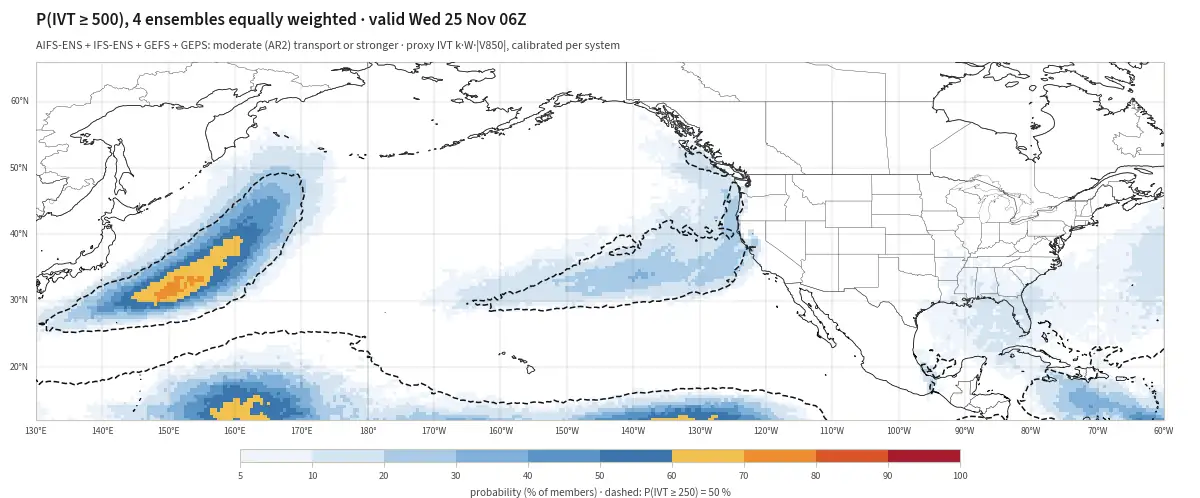 P(IVT ≥ 500), 4 ensembles equally weighted · valid Wed 25 Nov 06Z
AIFS-ENS + IFS-ENS + GEFS + GEPS: moderate (AR2) transport or stronger · proxy IVT k·W·|V850|, calibrated per system
60°N
50°N
40°N
30°N
20°N
130°E 140°E 150°E 160°E 170°E 180° 170°W 160°W 150°W 140°W 130°W 120°W 110°W 100°W 90°W 80°W 70°W 60°W
5 10 20 30 40 50 60 70 80 90 100
probability (% of members) · dashed: P(IVT ≥ 250) = 50 %